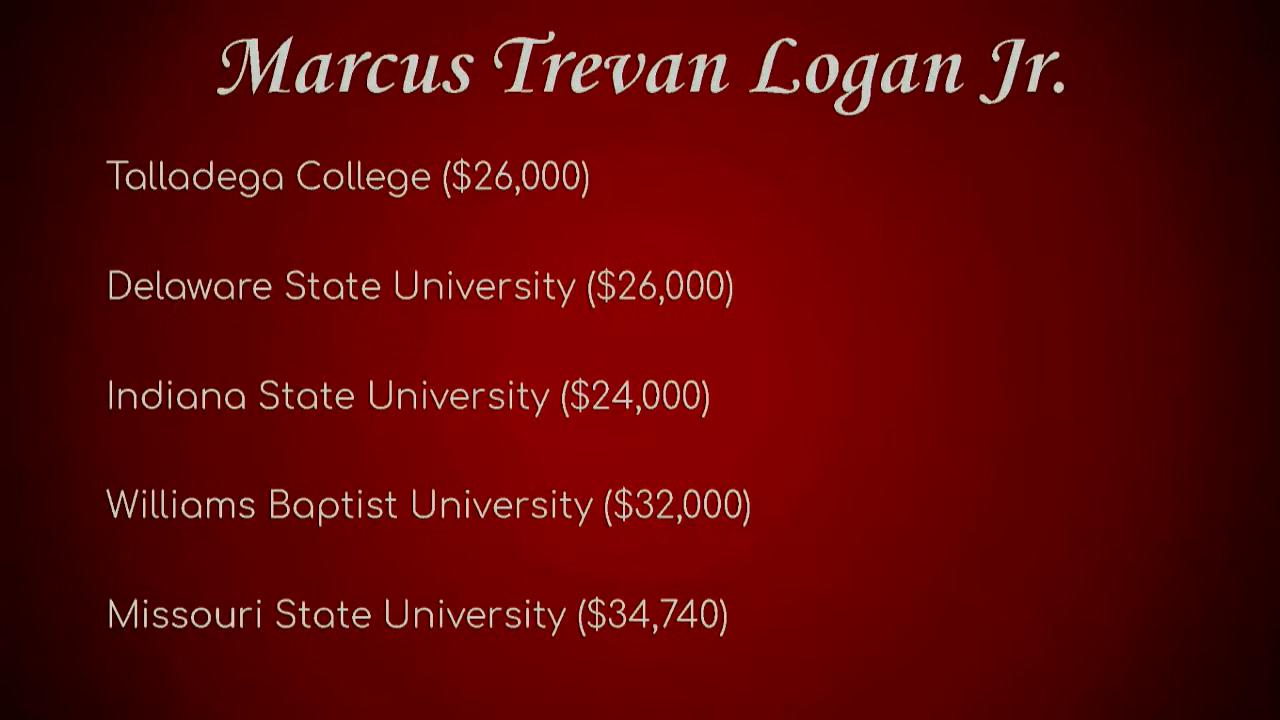 Marcus Trevan Logan Jr.
Talladega College ($26,000)
Delaware State University ($26,000)
Indiana State University ($24,000)
Williams Baptist University ($32,000)
Missouri State University ($34,740)